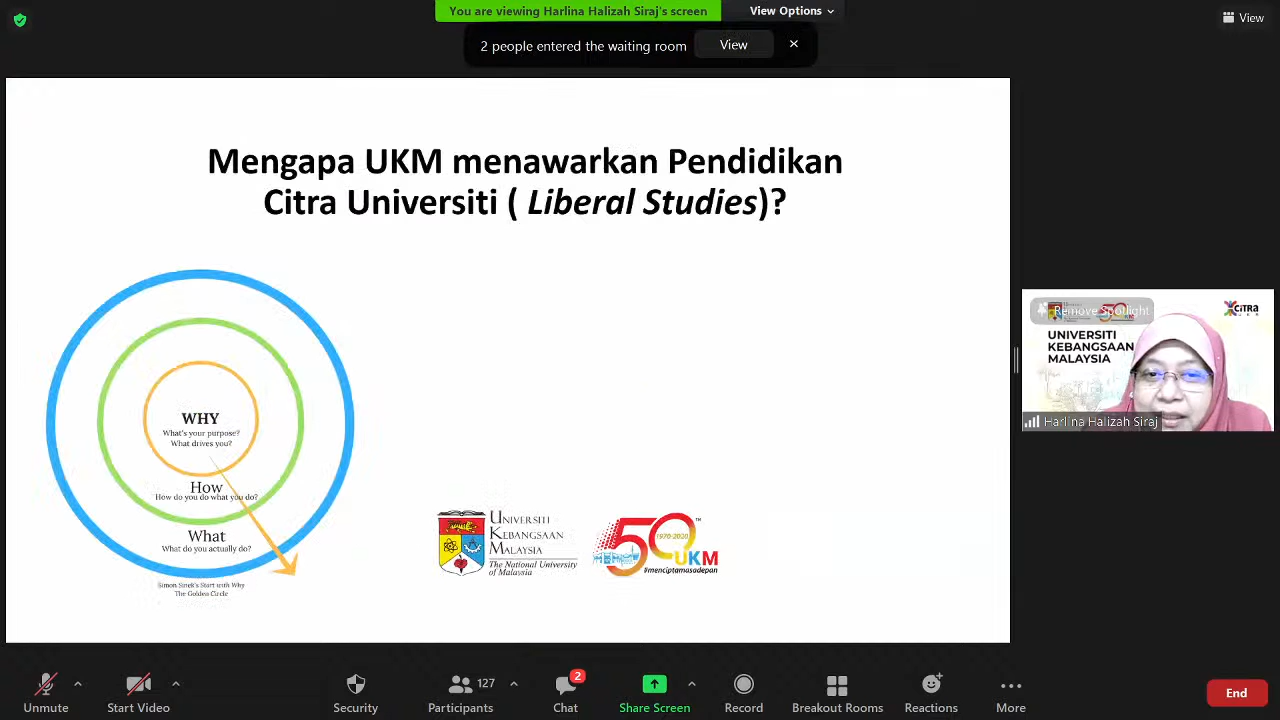 You are viewing Harlina Halizah Siraj's screen
View Options
View
2 people entered the waiting room
View
Mengapa UKM menawarkan Pendidikan
Citra Universiti ( Liberal Studies)?
WHY
What's your purpose?
What drives you?
How
How do you do what you do?
What
What do you actually do?
Simon Sinek's Start with Why
The Golden Circle
UNIVERSITI
KEBANGSAAN
MALAYSIA
The National University
of Malaysia
50
TM
1970-2020
UKM
#menciptamasadepan
Remove Spotlight
CiTRA
UNIVERSITI
KEBANGSAAN
MALAYSIA
Harlina Halizah Siraj
Unmute
Start Video
Security
127
Participants
2
Chat
Share Screen
Record
Breakout Rooms
Reactions
More
End